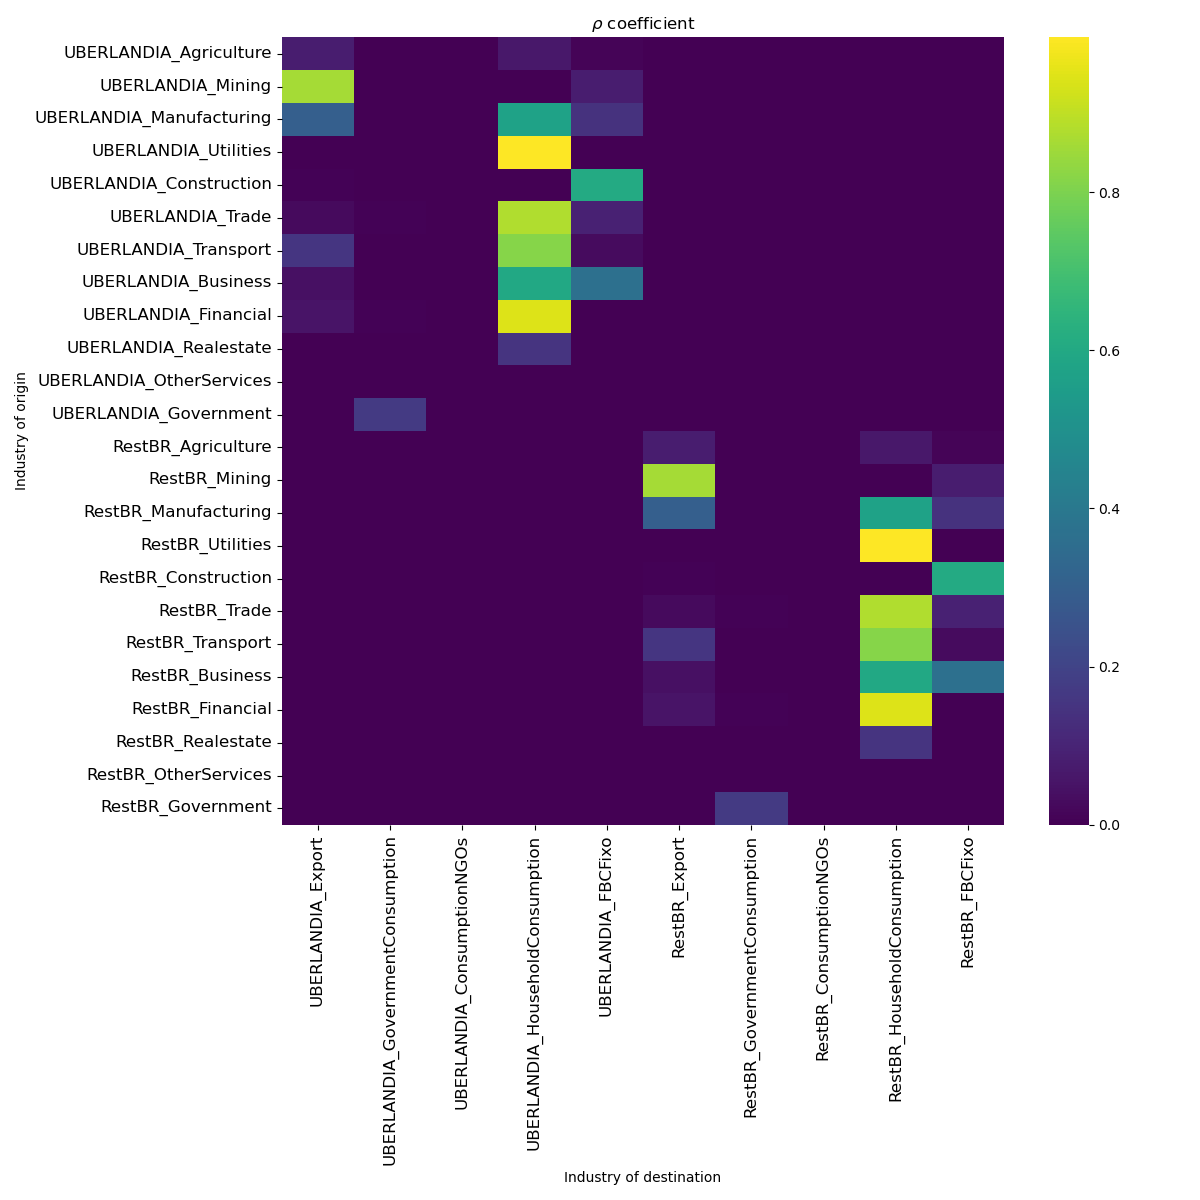 ρ coefficient
UBERLANDIA_Agriculture
UBERLANDIA_Mining
UBERLANDIA_Manufacturing
UBERLANDIA_Utilities
UBERLANDIA_Construction
UBERLANDIA_Trade
UBERLANDIA_Transport
UBERLANDIA_Business
UBERLANDIA_Financial
UBERLANDIA_Realestate
UBERLANDIA_OtherServices
UBERLANDIA_Government
RestBR_Agriculture
RestBR_Mining
RestBR_Manufacturing
RestBR_Utilities
RestBR_Construction
RestBR_Trade
RestBR_Transport
RestBR_Business
RestBR_Financial
RestBR_Realestate
RestBR_OtherServices
RestBR_Government
Industry of origin
UBERLANDIA_Export
UBERLANDIA_GovernmentConsumption
UBERLANDIA_ConsumptionNGOs
UBERLANDIA_HouseholdConsumption
UBERLANDIA_FBCFixo
RestBR_Export
RestBR_GovernmentConsumption
RestBR_ConsumptionNGOs
RestBR_HouseholdConsumption
RestBR_FBCFixo
Industry of destination
0.8
0.6
0.4
0.2
0.0